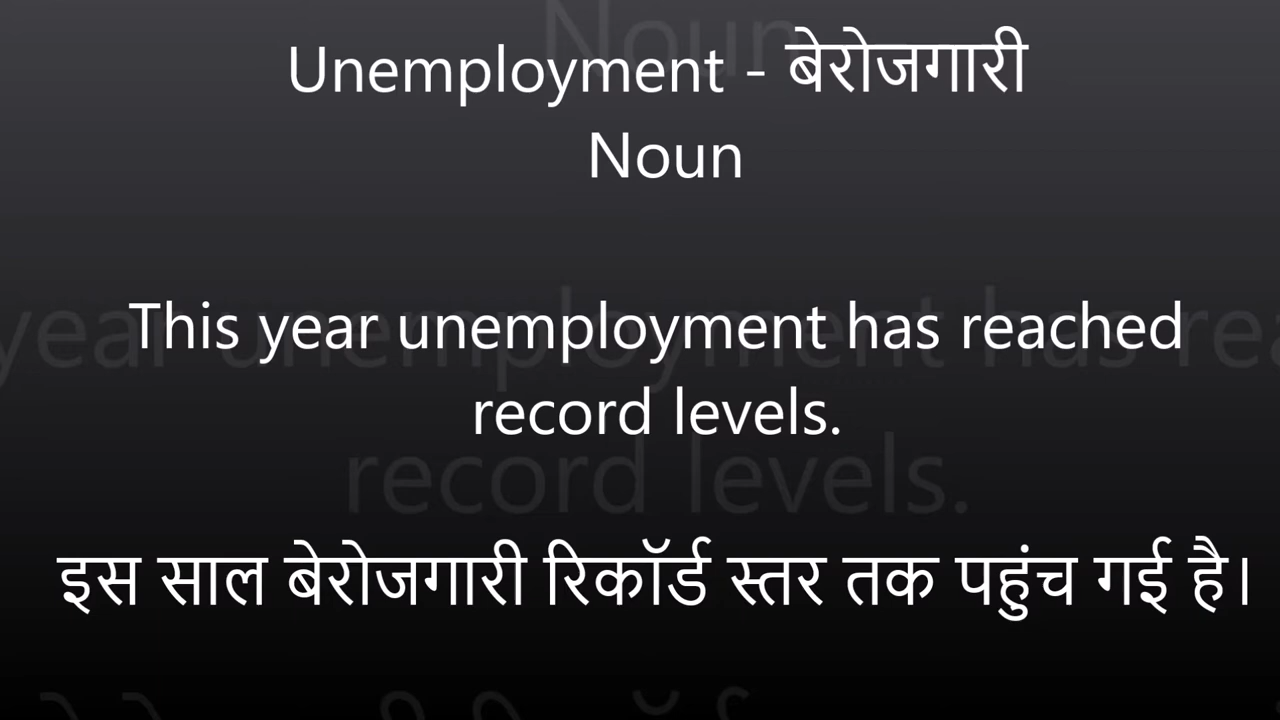 Unemployment - बेरोजगारी
Noun
This year unemployment has reached
record levels.
इस साल बेरोजगारी रिकॉर्ड स्तर तक पहुंच गई है।